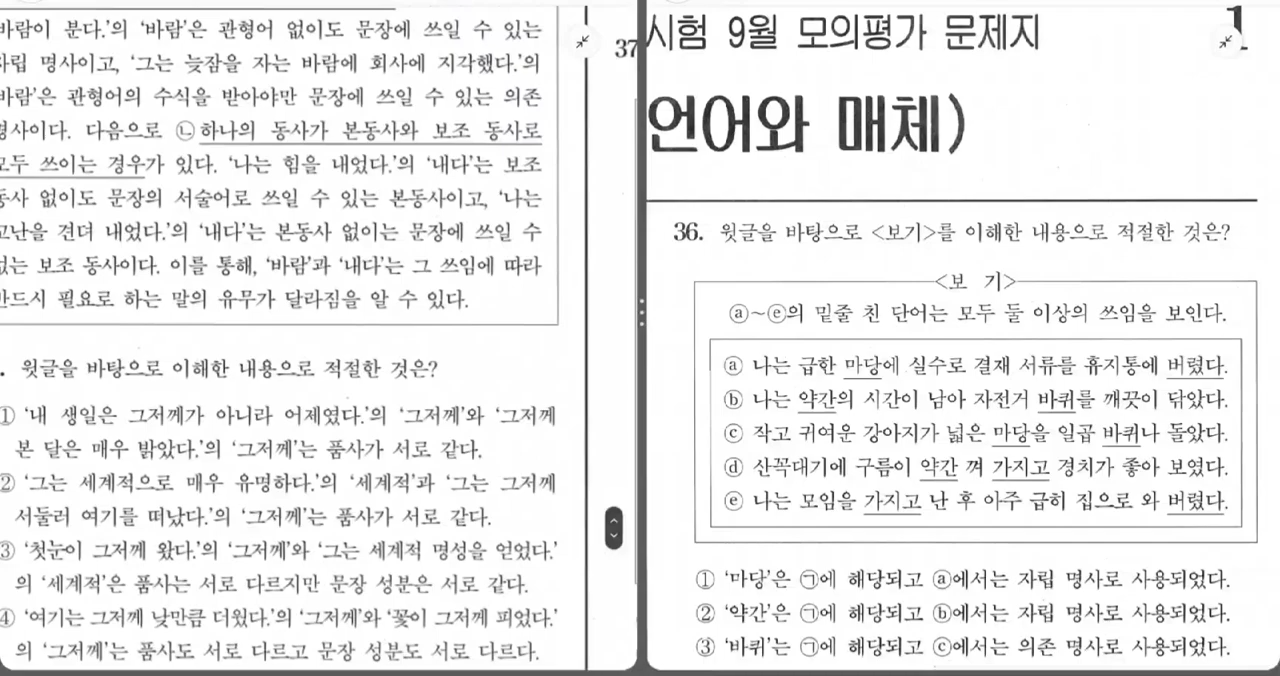 바람이 분다.’의 ‘바람’은 관형어 없이도 문장에 쓰일 수 있는
자립 명사이고, ‘그는 늦잠을 자는 바람에 회사에 지각했다.’의
바람’은 관형어의 수식을 받아야만 문장에 쓰일 수 있는 의존
명사이다. 다음으로 ㉡하나의 동사가 본동사와 보조 동사로
모두 쓰이는 경우가 있다. ‘나는 힘을 내었다.’의 ‘내다’는 보조
동사 없이도 문장의 서술어로 쓰일 수 있는 본동사이고, ‘나는
고난을 견뎌 내었다.’의 ‘내다’는 본동사 없이는 문장에 쓰일 수
없는 보조 동사이다. 이를 통해, ‘바람’과 ‘내다’는 그 쓰임에 따라
반드시 필요로 하는 말의 유무가 달라짐을 알 수 있다.
. 윗글을 바탕으로 이해한 내용으로 적절한 것은?
① ‘내 생일은 그저께가 아니라 어제였다.’의 ‘그저께’와 ‘그저께
본 달은 매우 밝았다.’의 ‘그저께’는 품사가 서로 같다.
② ‘그는 세계적으로 매우 유명하다.’의 ‘세계적’과 ‘그는 그저께
서둘러 여기를 떠났다.’의 ‘그저께’는 품사가 서로 같다.
③ ‘첫눈이 그저께 왔다.’의 ‘그저께’와 ‘그는 세계적 명성을 얻었다.’
의 ‘세계적’은 품사는 서로 다르지만 문장 성분은 서로 같다.
④ ‘여기는 그저께 낮만큼 더웠다.’의 ‘그저께’와 ‘꽃이 그저께 피었다.’
의 ‘그저께’는 품사도 서로 다르고 문장 성분도 서로 다르다.
37
시험 9월 모의평가 문제지
1
언어와 매체)
36. 윗글을 바탕으로 <보기>를 이해한 내용으로 적절한 것은?
<보 기>
ⓐ～ⓔ의 밑줄 친 단어는 모두 둘 이상의 쓰임을 보인다.
ⓐ 나는 급한 마당에 실수로 결재 서류를 휴지통에 버렸다.
ⓑ 나는 약간의 시간이 남아 자전거 바퀴를 깨끗이 닦았다.
ⓒ 작고 귀여운 강아지가 넓은 마당을 일곱 바퀴나 돌았다.
ⓓ 산꼭대기에 구름이 약간 껴 가지고 경치가 좋아 보였다.
ⓔ 나는 모임을 가지고 난 후 아주 급히 집으로 와 버렸다.
① ‘마당’은 ㉠에 해당되고 ⓐ에서는 자립 명사로 사용되었다.
② ‘약간’은 ㉠에 해당되고 ⓑ에서는 자립 명사로 사용되었다.
③ ‘바퀴’는 ㉠에 해당되고 ⓒ에서는 의존 명사로 사용되었다.